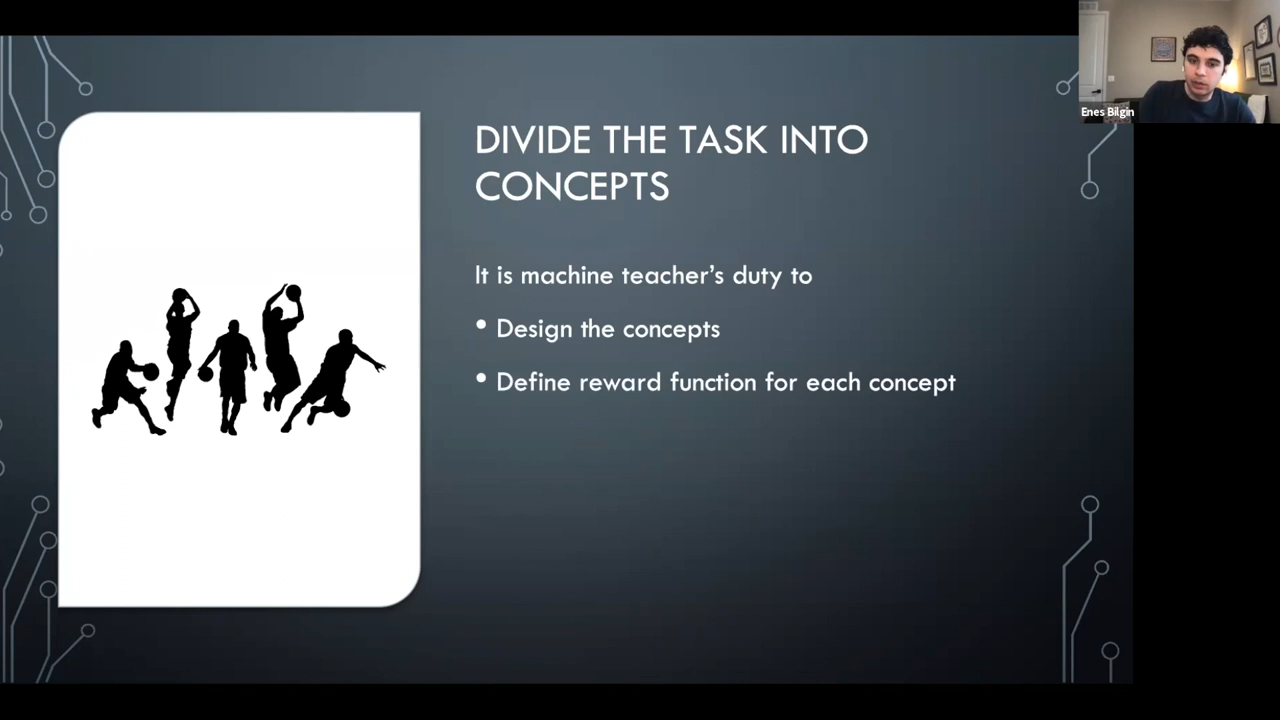 DIVIDE THE TASK INTO
CONCEPTS
It is machine teacher's duty to
• Design the concepts
• Define reward function for each concept
Enes Bilgin